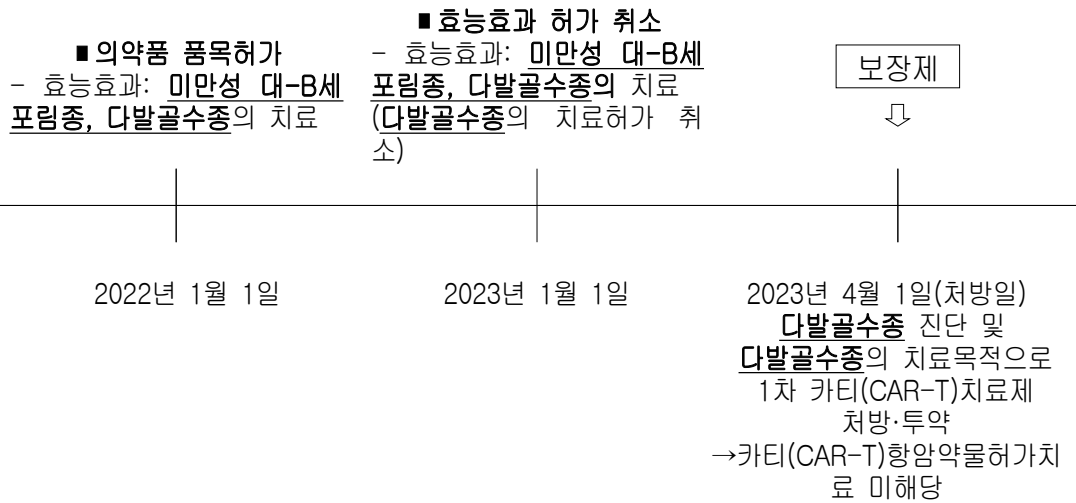 ■ 의약품 품목허가
- 효능효과: 미만성 대-B세
포림종, 다발골수종의 치료
■ 효능효과 허가 취소
- 효능효과: 미만성 대-B세
포림종, 다발골수종의 치료
(다발골수종의 치료허가 취
소)
보장제
⇩
2022년 1월 1일
2023년 1월 1일
2023년 4월 1일(처방일)
다발골수종 진단 및
다발골수종의 치료목적으로
1차 카티(CAR-T)치료제
처방·투약
→카티(CAR-T)항암약물허가치
료 미해당